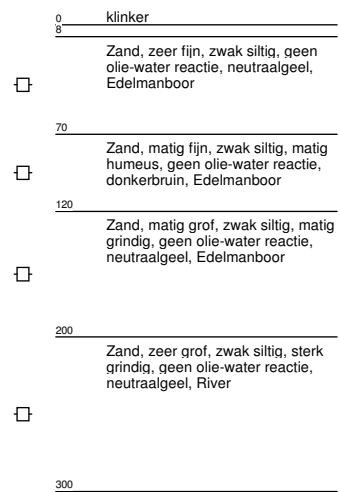 0 klinker
8
Zand, zeer fijn, zwak siltig, geen
olie-water reactie, neutraalgeel,
Edelmanboor
70
Zand, matig fijn, zwak siltig, matig
humeus, geen olie-water reactie,
donkerbruin, Edelmanboor
120
Zand, matig grof, zwak siltig, matig
grindig, geen olie-water reactie,
neutraalgeel, Edelmanboor
200
Zand, zeer grof, zwak siltig, sterk
grindig, geen olie-water reactie,
neutraalgeel, River
300